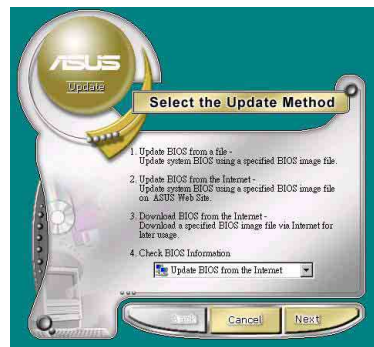 ASUS
Update
Select the Update Method
1. Update BIOS from a file -
Update system BIOS using a specified BIOS image file.
2. Update BIOS from the Internet -
Update system BIOS using a specified BIOS image file
on ASUS Web Site.
3. Download BIOS from the Internet -
Download a specified BIOS image file via Internet for
later usage.
4. Check BIOS Information
Update BIOS from the Internet
Back Cancel Next